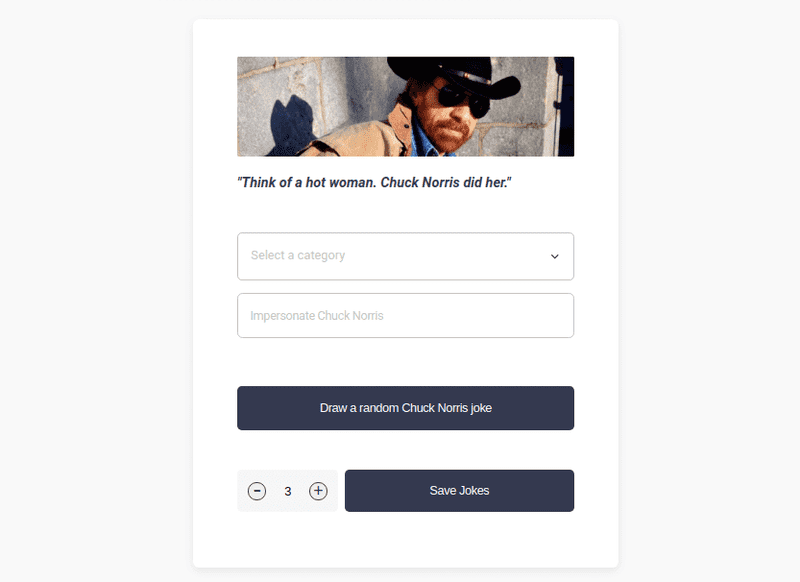 "Think of a hot woman. Chuck Norris did her."
Select a category
Impersonate Chuck Norris
Draw a random Chuck Norris joke
3
Save Jokes